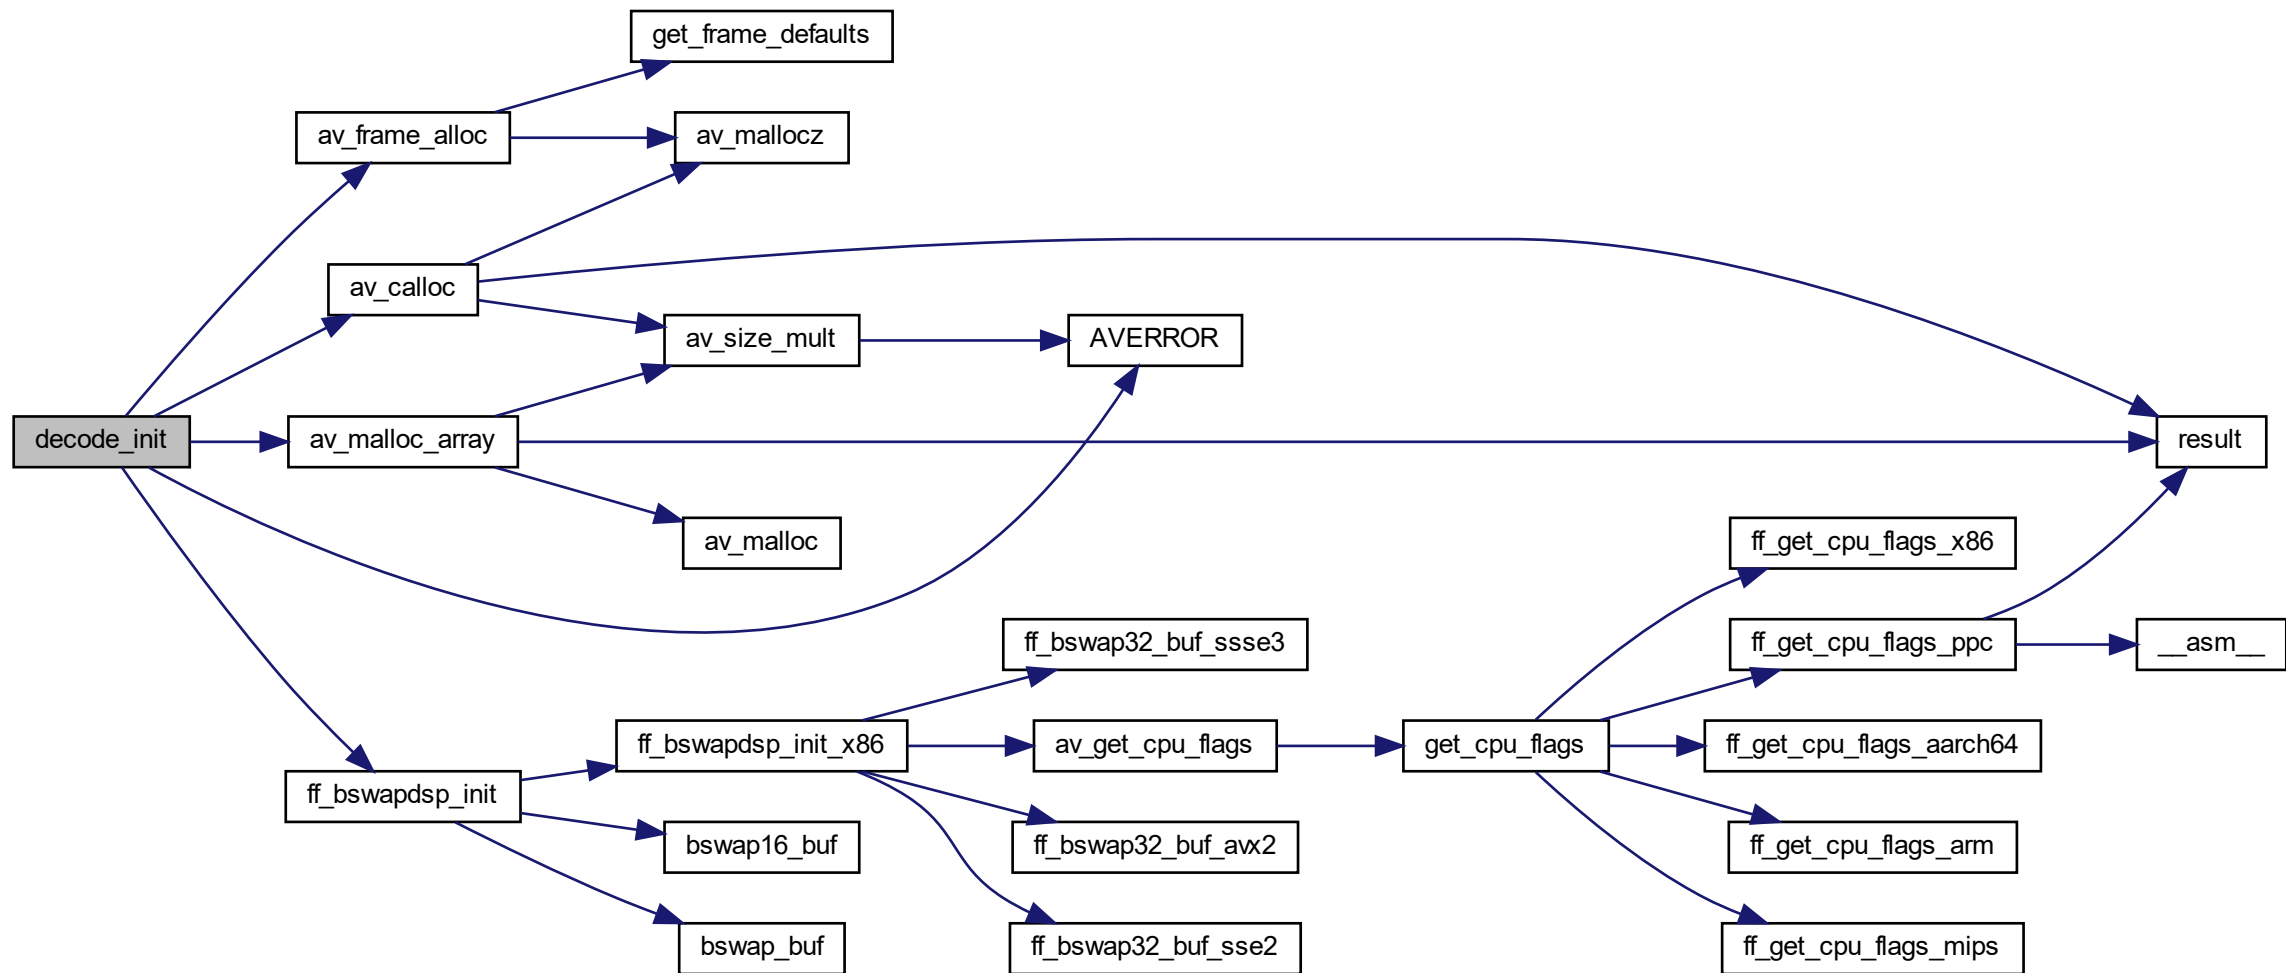 get_frame_defaults
av_frame_alloc
av_mallocz
av_calloc
av_size_mult
AVERROR
decode_init
av_malloc_array
result
av_malloc
ff_get_cpu_flags_x86
ff_bswap32_buf_ssse3
ff_get_cpu_flags_ppc
__asm__
ff_bswapdsp_init_x86
av_get_cpu_flags
get_cpu_flags
ff_get_cpu_flags_aarch64
ff_bswapdsp_init
bswap16_buf
ff_bswap32_buf_avx2
ff_get_cpu_flags_arm
bswap_buf
ff_bswap32_buf_sse2
ff_get_cpu_flags_mips